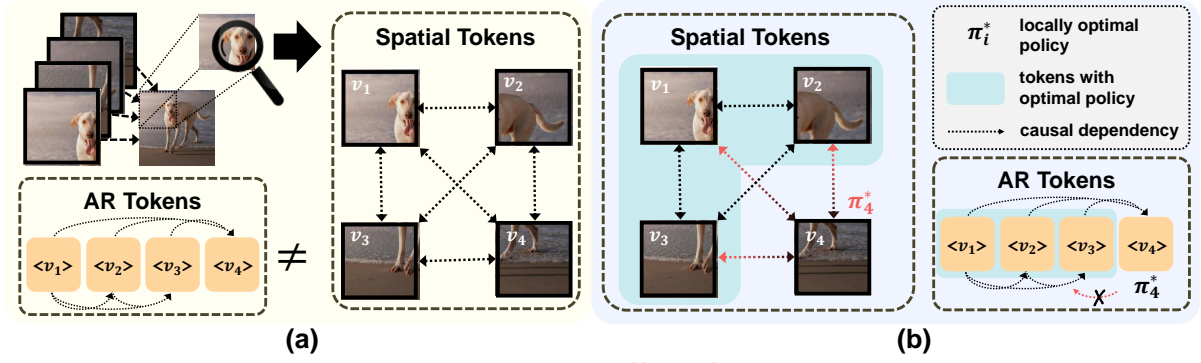 Spatial Tokens
v₁
v₂
v₃
v₄
AR Tokens
<v₁> <v₂> <v₃> <v₄>
≠
(a)
Spatial Tokens
v₁
v₂
π₄*
v₃
v₄
π_i* locally optimal
policy
tokens with
optimal policy
causal dependency
AR Tokens
<v₁> <v₂> <v₃> <v₄>
π₄*
(b)